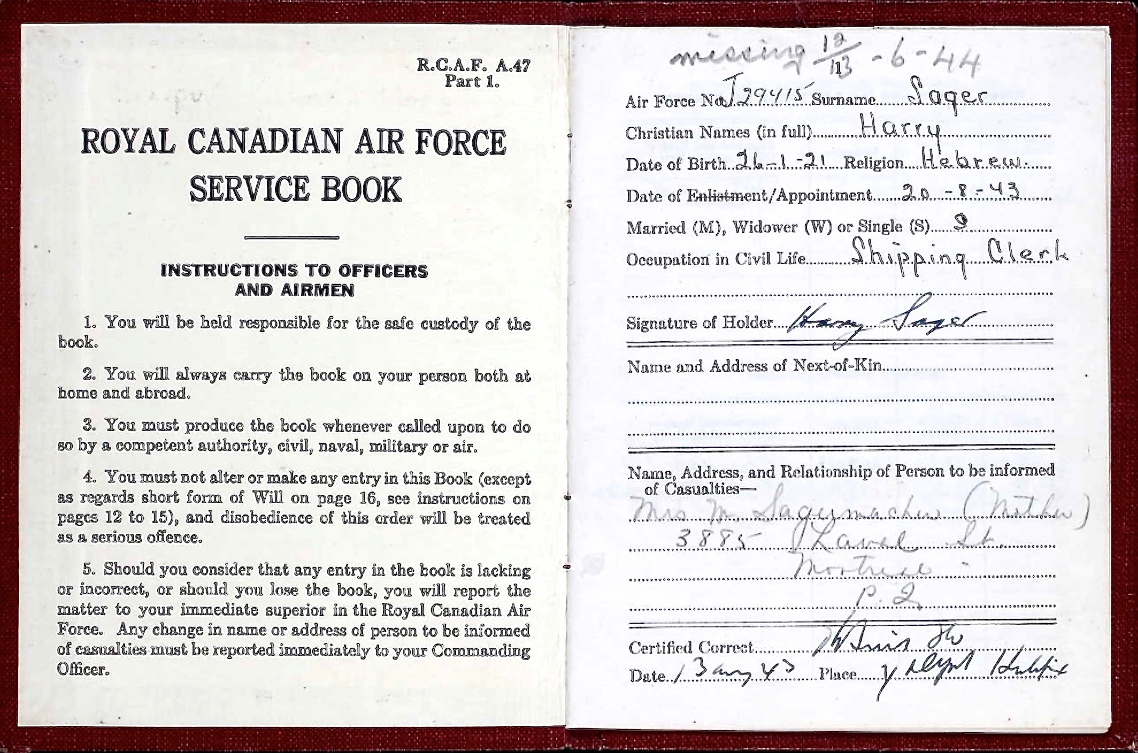 R.C.A.F. A.47
Part 1.
ROYAL CANADIAN AIR FORCE
SERVICE BOOK
INSTRUCTIONS TO OFFICERS
AND AIRMEN
1. You will be held responsible for the safe custody of the
book.
2. You will always carry the book on your person both at
home and abroad.
3. You must produce the book whenever called upon to do
so by a competent authority, civil, naval, military or air.
4. You must not alter or make any entry in this Book (except
as regards short form of Will on page 16, see instructions on
pages 12 to 15), and disobedience of this order will be treated
as a serious offence.
5. Should you consider that any entry in the book is lacking
or incorrect, or should you lose the book, you will report the
matter to your immediate superior in the Royal Canadian Air
Force. Any change in name or address of person to be informed
of casualties must be reported immediately to your Commanding
Officer.
missing 12/13 -6-44
Air Force No. J29415 Surname Sager
Christian Names (in full) Harry
Date of Birth 26-1-21 Religion Hebrew.
Date of Enlistment/Appointment 20-8-43
Married (M), Widower (W) or Single (S) S
Occupation in Civil Life Shipping Clerk
Signature of Holder Harry Sager
Name and Address of Next-of-Kin
Name, Address, and Relationship of Person to be informed
of Casualties—
Mrs M. Sagermacher (Mother)
3885 Laval St.
Montreal
P.Q.
Certified Correct
Date 43 Place Y Depot Halifax